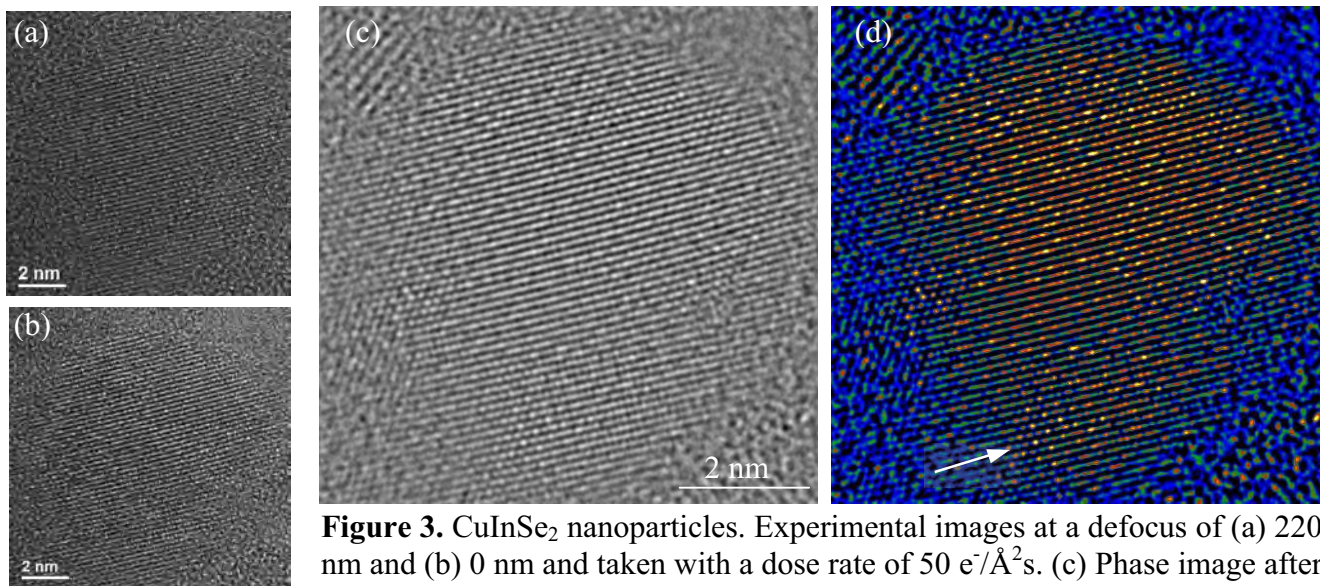 (a)
2 nm
(b)
2 nm
(c)
2 nm
(d)
Figure 3. CuInSe₂ nanoparticles. Experimental images at a defocus of (a) 220
nm and (b) 0 nm and taken with a dose rate of 50 e⁻/Å²s. (c) Phase image after